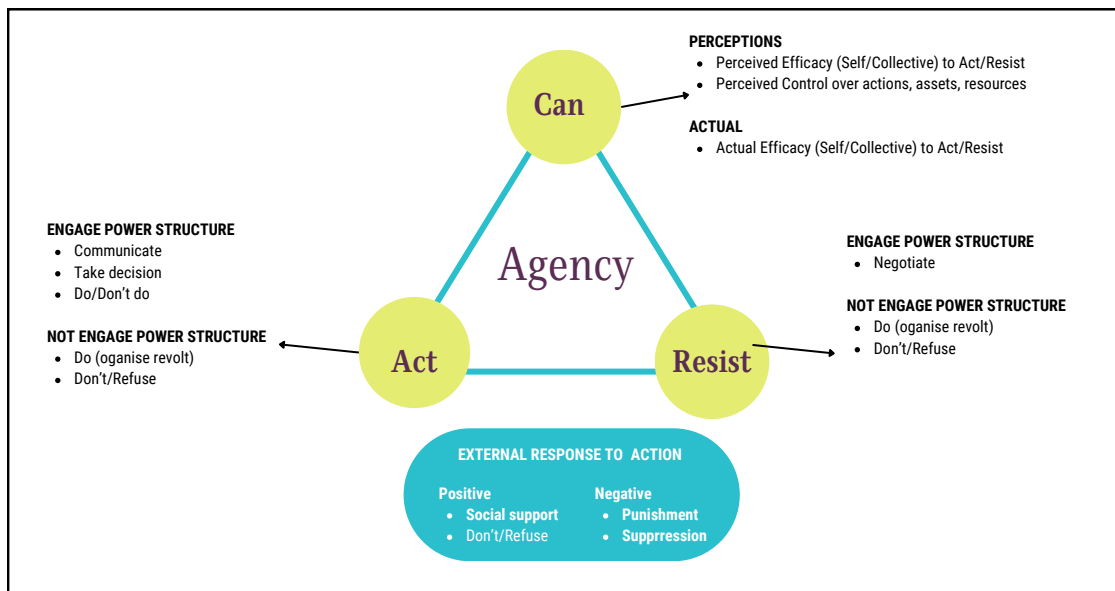 PERCEPTIONS
• Perceived Efficacy (Self/Collective) to Act/Resist
• Perceived Control over actions, assets, resources
ACTUAL
• Actual Efficacy (Self/Collective) to Act/Resist
Can
ENGAGE POWER STRUCTURE
• Communicate
• Take decision
• Do/Don't do
NOT ENGAGE POWER STRUCTURE
• Do (oganise revolt)
• Don't/Refuse
Agency
ENGAGE POWER STRUCTURE
• Negotiate
NOT ENGAGE POWER STRUCTURE
• Do (oganise revolt)
• Don't/Refuse
Act
Resist
EXTERNAL RESPONSE TO ACTION
Positive
• Social support
• Don't/Refuse
Negative
• Punishment
• Supprression